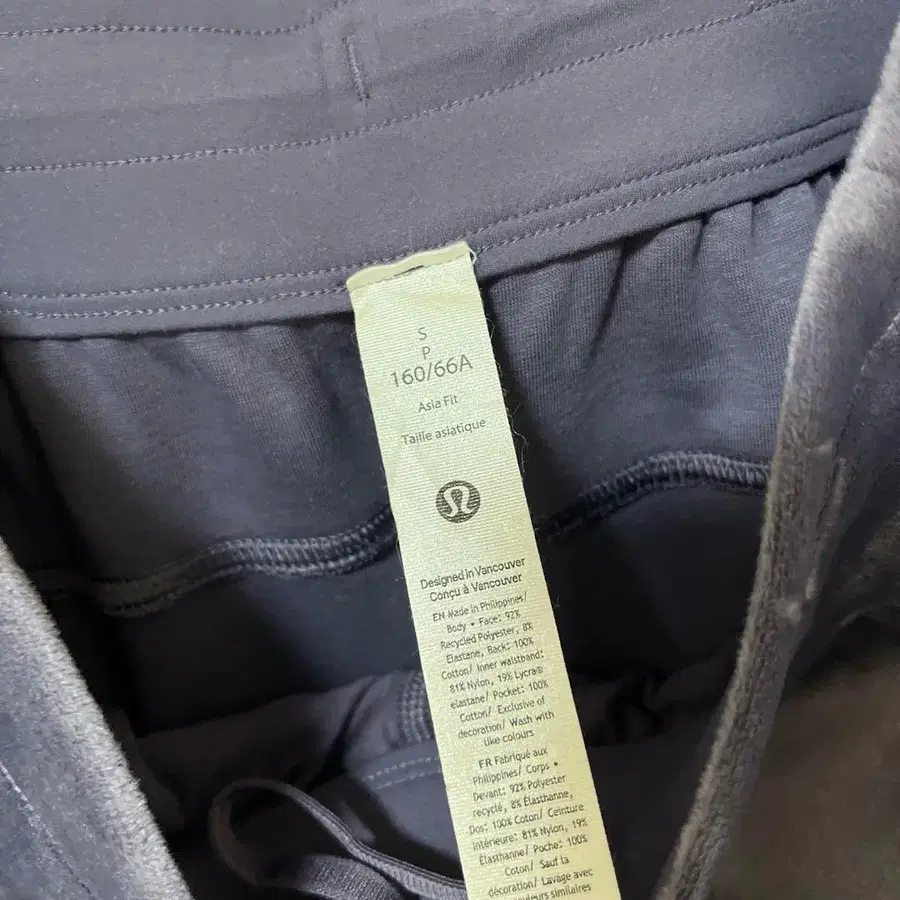 S
P
160/66A
Asia Fit
Taille asiatique
Designed in Vancouver
Conçu à Vancouver
EN Made in Philippines/
Body • Face: 92%
Recycled Polyester, 8%
Elastane, Back: 100%
Cotton/ Inner waistband:
81% Nylon, 19% Lycra®
elastane/ Pocket: 100%
Cotton/ Exclusive of
decoration/ Wash with
like colours
FR Fabriqué aux
Philippines/ Corps •
Devant: 92% Polyester
recyclé, 8% Élasthanne,
Dos: 100% Coton/ Ceinture
intérieure: 81% Nylon, 19%
Élasthanne/ Poche: 100%
Coton/ Sauf la
décoration/ Lavage avec
couleurs similaires